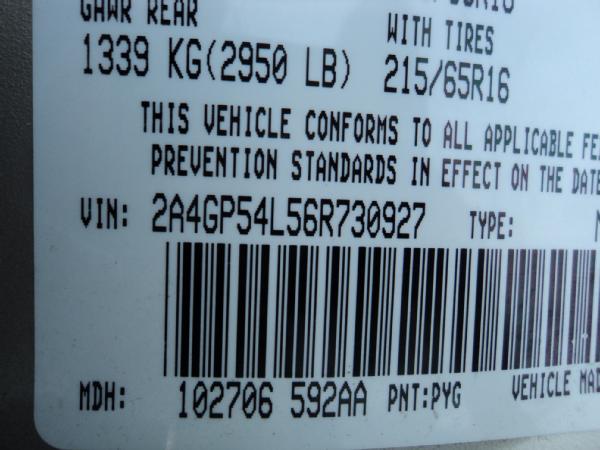 GAWR REAR
WITH TIRES
1339 KG(2950 LB) 215/65R16
THIS VEHICLE CONFORMS TO ALL APPLICABLE
PREVENTION STANDARDS IN EFFECT ON THE DATE
VIN: 2A4GP54L56R730927 TYPE:
MDH: 102706 592AA PNT:PYG VEHICLE MAD